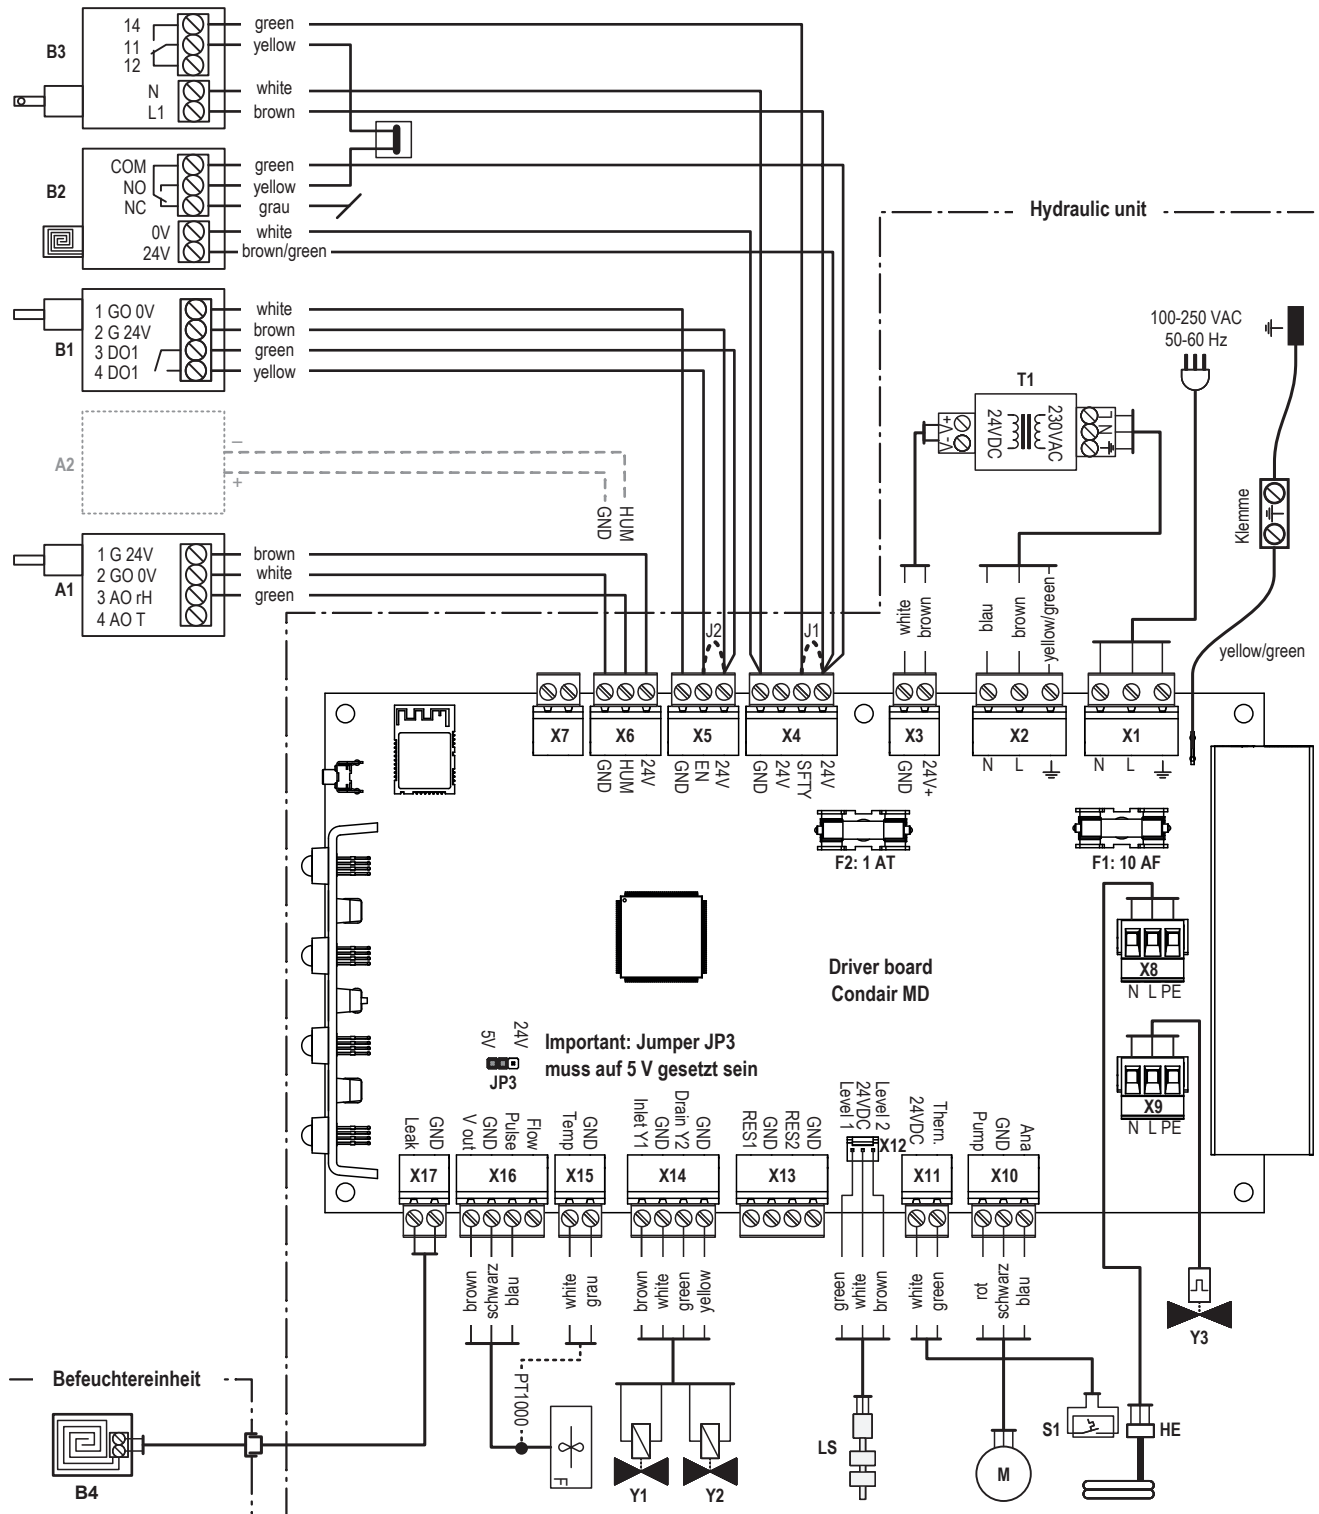 B3
14
11
12
N
L1
green
yellow
white
brown
B2
COM
NO
NC
0V
24V
green
yellow
grau
white
brown/green
Hydraulic unit
B1
1 GO 0V
2 G 24V
3 DO1
4 DO1
white
brown
green
yellow
100-250 VAC
50-60 Hz
T1
+V
-V
24VDC
230VAC
L
N
A2
–
+
GND
HUM
Klemme
A1
1 G 24V
2 GO 0V
3 AO rH
4 AO T
brown
white
green
J2
J1
white
brown
blau
brown
yellow/green
yellow/green
X7
X6
X5
X4
X3
X2
X1
GND
HUM
24V
GND
EN
24V
GND
24V
SFTY
24V
GND
24V+
N
L
N
L
F2: 1 AT
F1: 10 AF
X8
N L PE
Driver board
Condair MD
X9
N L PE
5V
24V
JP3
Important: Jumper JP3
muss auf 5 V gesetzt sein
Leak
GND
V out
GND
Pulse
Flow
Temp
GND
Inlet Y1
GND
Drain Y2
GND
RES1
GND
RES2
GND
Level 1
24VDC
Level 2
24VDC
Thern.
Pump
GND
Ana
X17
X16
X15
X14
X13
X12
X11
X10
brown
schwarz
blau
white
grau
brown
white
green
yellow
green
white
brown
white
green
rot
schwarz
blau
Y3
Befeuchtereinheit
PT1000
B4
F
Y1
Y2
LS
M
S1
HE